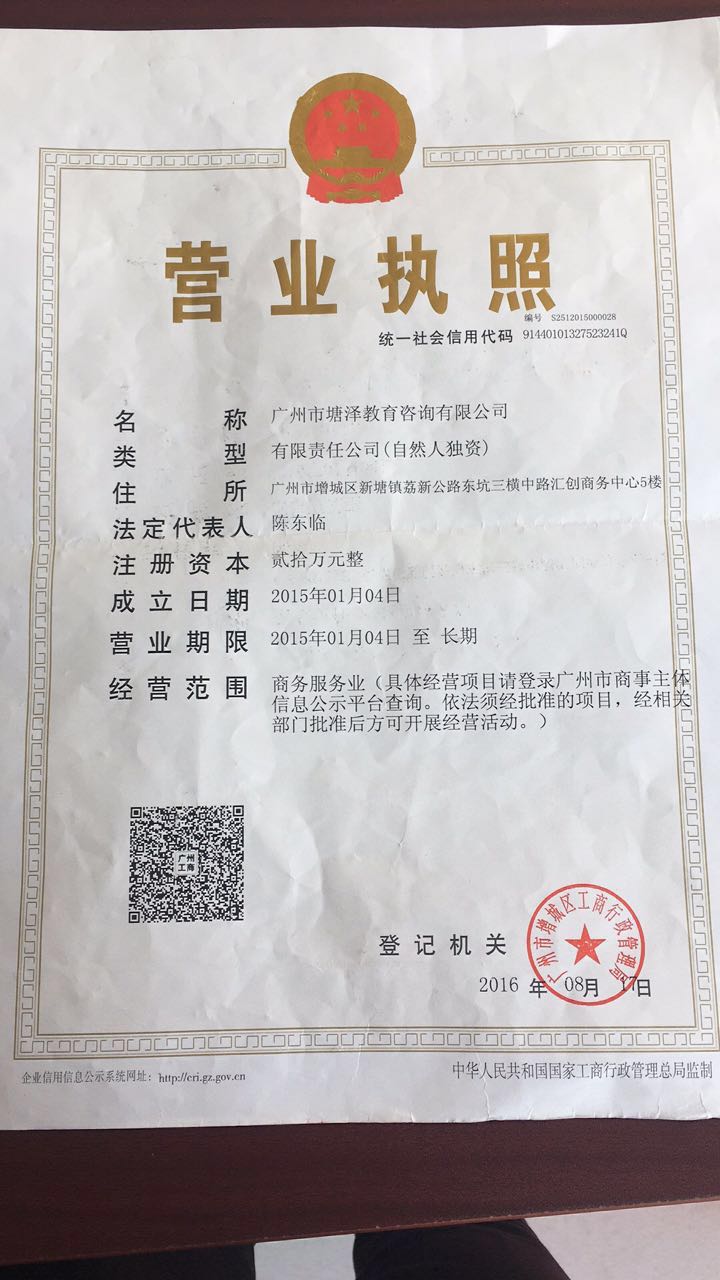 营业执照
编号 S2512015000028
统一社会信用代码 91440101327523241Q
名称 广州市塘泽教育咨询有限公司
类型 有限责任公司(自然人独资)
住所 广州市增城区新塘镇荔新公路东坑三横中路汇创商务中心5楼
法定代表人 陈东临
注册资本 贰拾万元整
成立日期 2015年01月04日
营业期限 2015年01月04日 至 长期
经营范围 商务服务业（具体经营项目请登录广州市商事主体
信息公示平台查询。依法须经批准的项目，经相关
部门批准后方可开展经营活动。）
广州
工商
登记机关
广州市增城区工商行政管理局
2016 年 08月 17日
企业信用信息公示系统网址：http://cri.gz.gov.cn
中华人民共和国国家工商行政管理总局监制